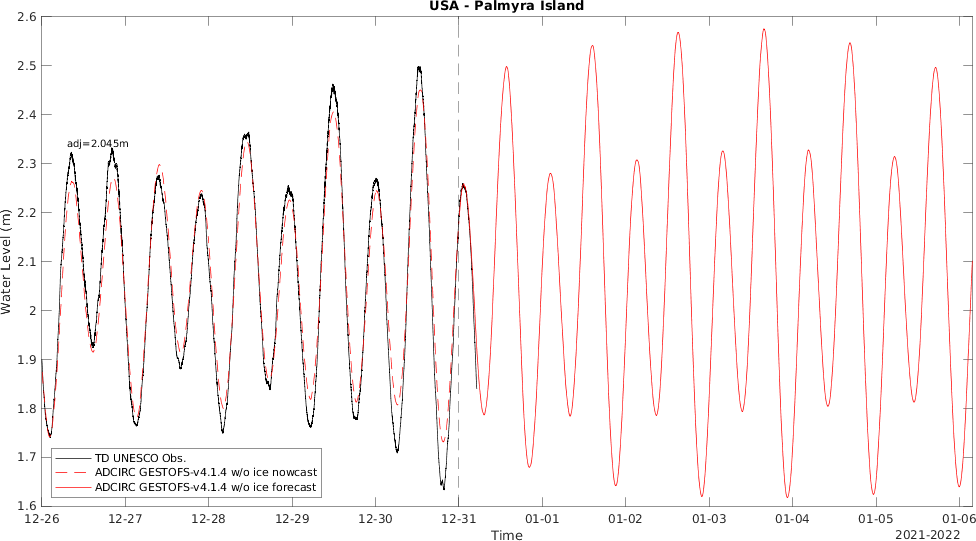 USA - Palmyra Island
2.6
2.5
2.4
2.3
2.2
2.1
2
1.9
1.8
1.7
1.6
Water Level (m)
adj=2.045m
TD UNESCO Obs.
ADCIRC GESTOFS-v4.1.4 w/o ice nowcast
ADCIRC GESTOFS-v4.1.4 w/o ice forecast
12-26 12-27 12-28 12-29 12-30 12-31 01-01 01-02 01-03 01-04 01-05 01-06
Time
2021-2022